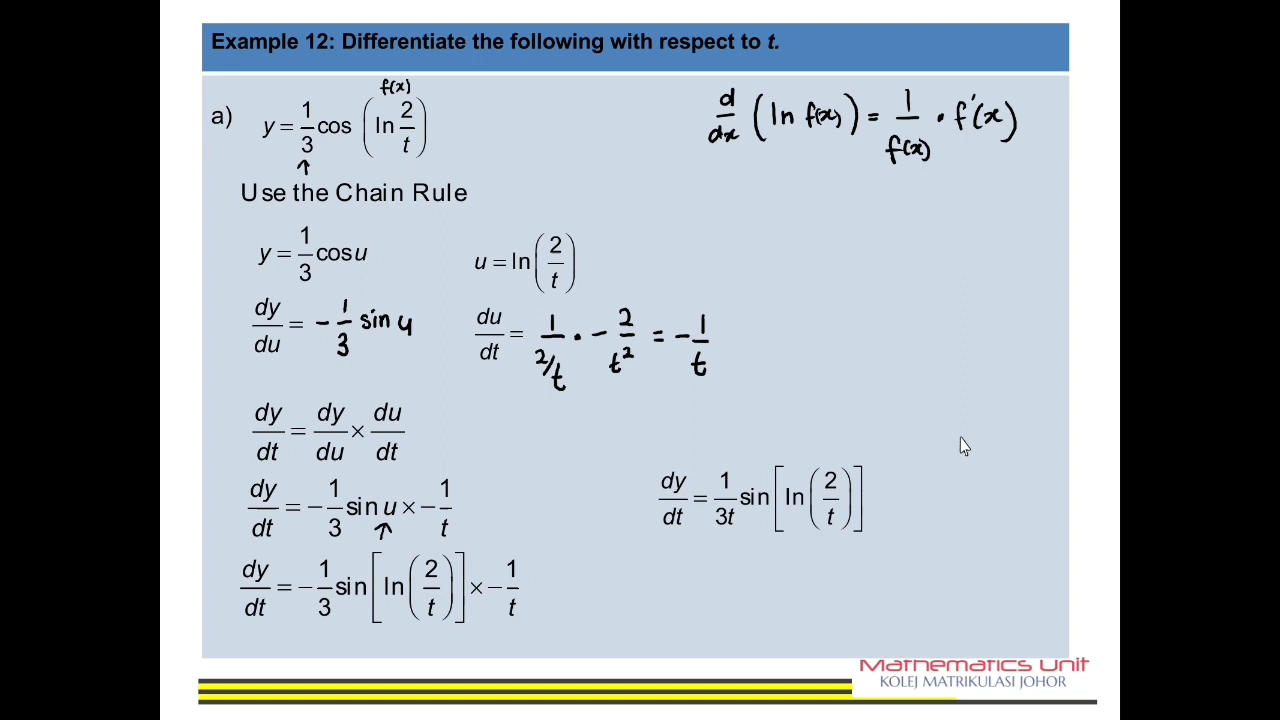 Example 12: Differentiate the following with respect to t.
f(x)
a) y = 1/3 cos (ln 2/t)
↑
d/dx (ln f(x)) = 1/f(x) · f'(x)
Use the Chain Rule
y = 1/3 cos u
u = ln(2/t)
dy/du = -1/3 sin u
du/dt = 1/(2/t) · -2/t² = -1/t
dy/dt = dy/du × du/dt
dy/dt = -1/3 sin u × -1/t
↑
dy/dt = 1/3t sin[ln(2/t)]
dy/dt = -1/3 sin[ln(2/t)] × -1/t
Mathematics Unit
KOLEJ MATRIKULASI JOHOR